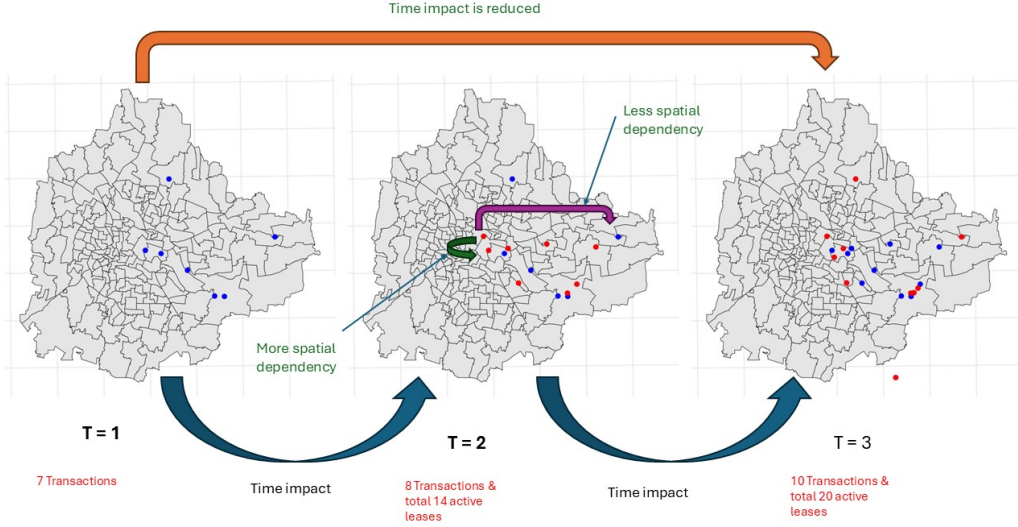 Time impact is reduced
Less spatial
dependency
More spatial
dependency
T = 1
T = 2
T = 3
7 Transactions
Time impact
8 Transactions &
total 14 active
leases
Time impact
10 Transactions &
total 20 active
leases